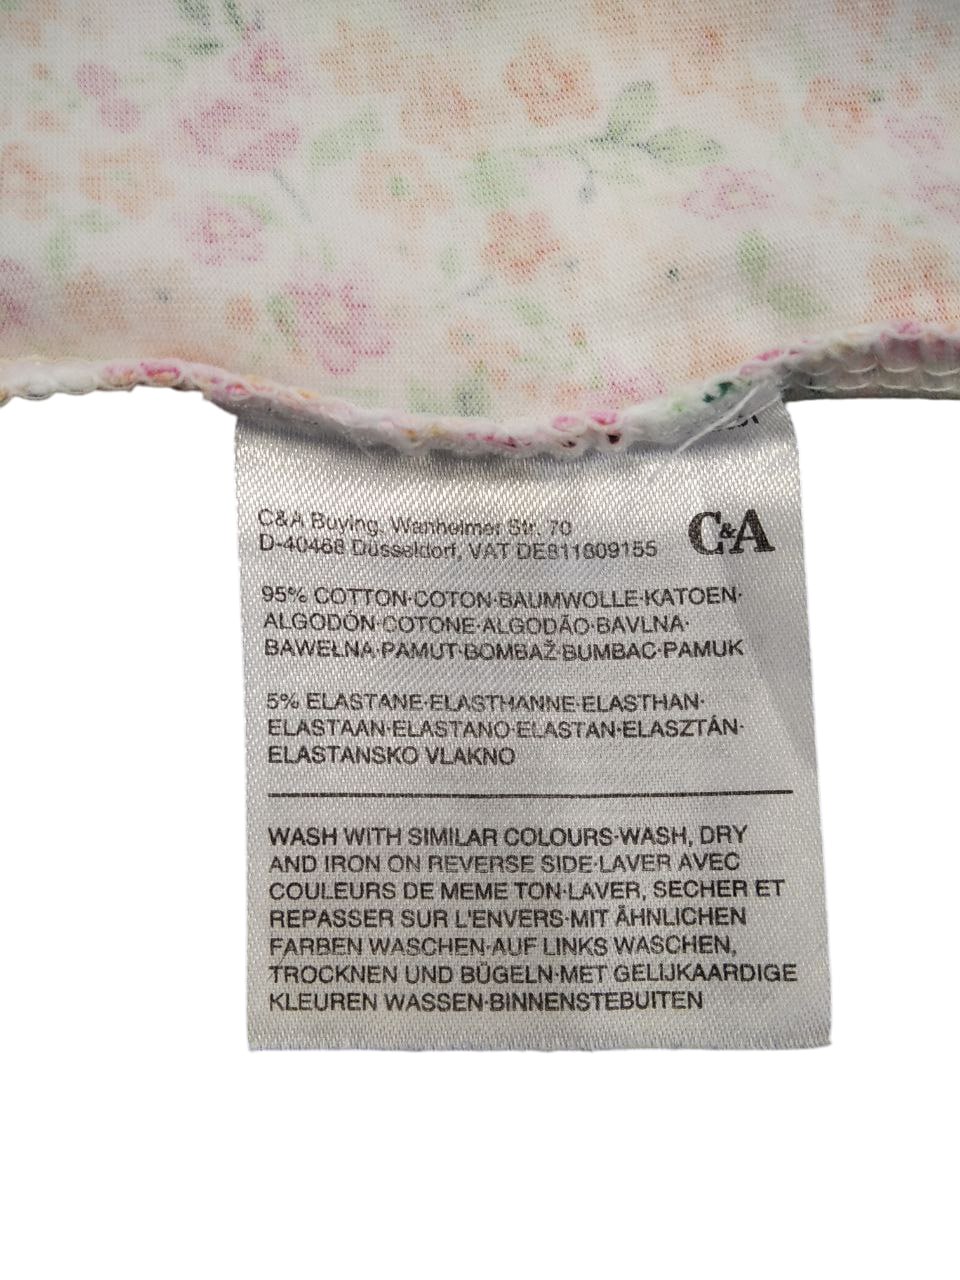 C&A Buying, Wanheimer Str. 70
D-40468 Düsseldorf, VAT DE811809155
C&A
95% COTTON·COTON·BAUMWOLLE·KATOEN·
ALGODÓN·COTONE·ALGODÃO·BAVLNA·
BAWEŁNA·PAMUT·BOMBAŽ·BUMBAC·PAMUK
5% ELASTANE·ELASTHANNE·ELASTHAN·
ELASTAAN·ELASTANO·ELASTAN·ELASZTÁN·
ELASTANSKO VLAKNO
WASH WITH SIMILAR COLOURS·WASH, DRY
AND IRON ON REVERSE SIDE·LAVER AVEC
COULEURS DE MEME TON·LAVER, SECHER ET
REPASSER SUR L'ENVERS·MIT ÄHNLICHEN
FARBEN WASCHEN·AUF LINKS WASCHEN,
TROCKNEN UND BÜGELN·MET GELIJKAARDIGE
KLEUREN WASSEN·BINNENSTEBUITEN